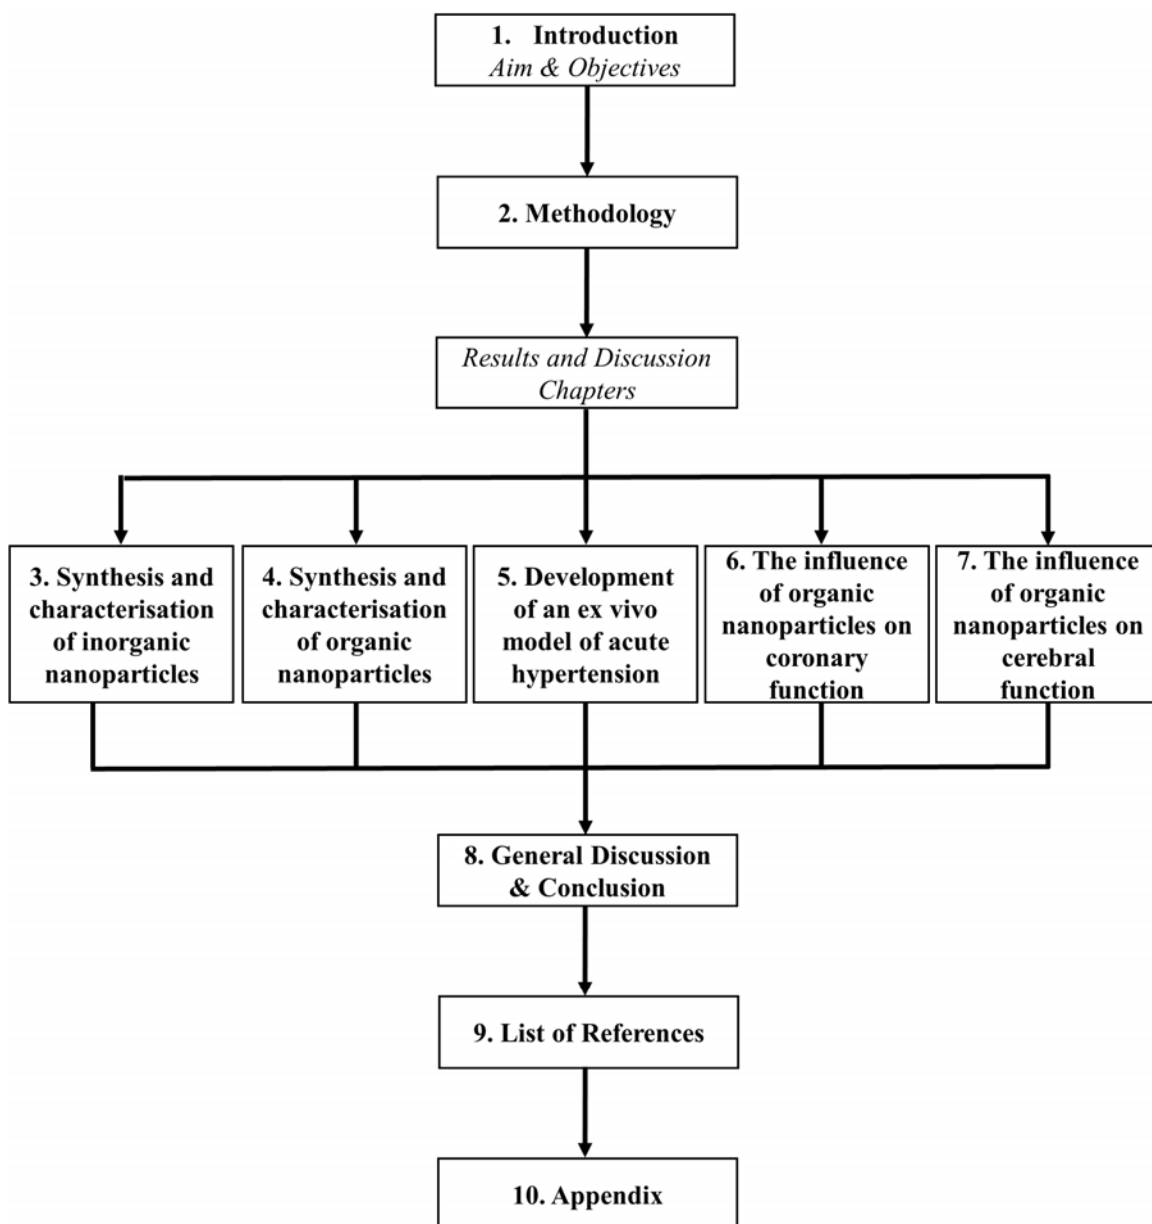 1. Introduction
Aim & Objectives
2. Methodology
Results and Discussion
Chapters
3. Synthesis and
characterisation
of inorganic
nanoparticles
4. Synthesis and
characterisation
of organic
nanoparticles
5. Development
of an ex vivo
model of acute
hypertension
6. The influence
of organic
nanoparticles on
coronary
function
7. The influence
of organic
nanoparticles on
cerebral
function
8. General Discussion
& Conclusion
9. List of References
10. Appendix